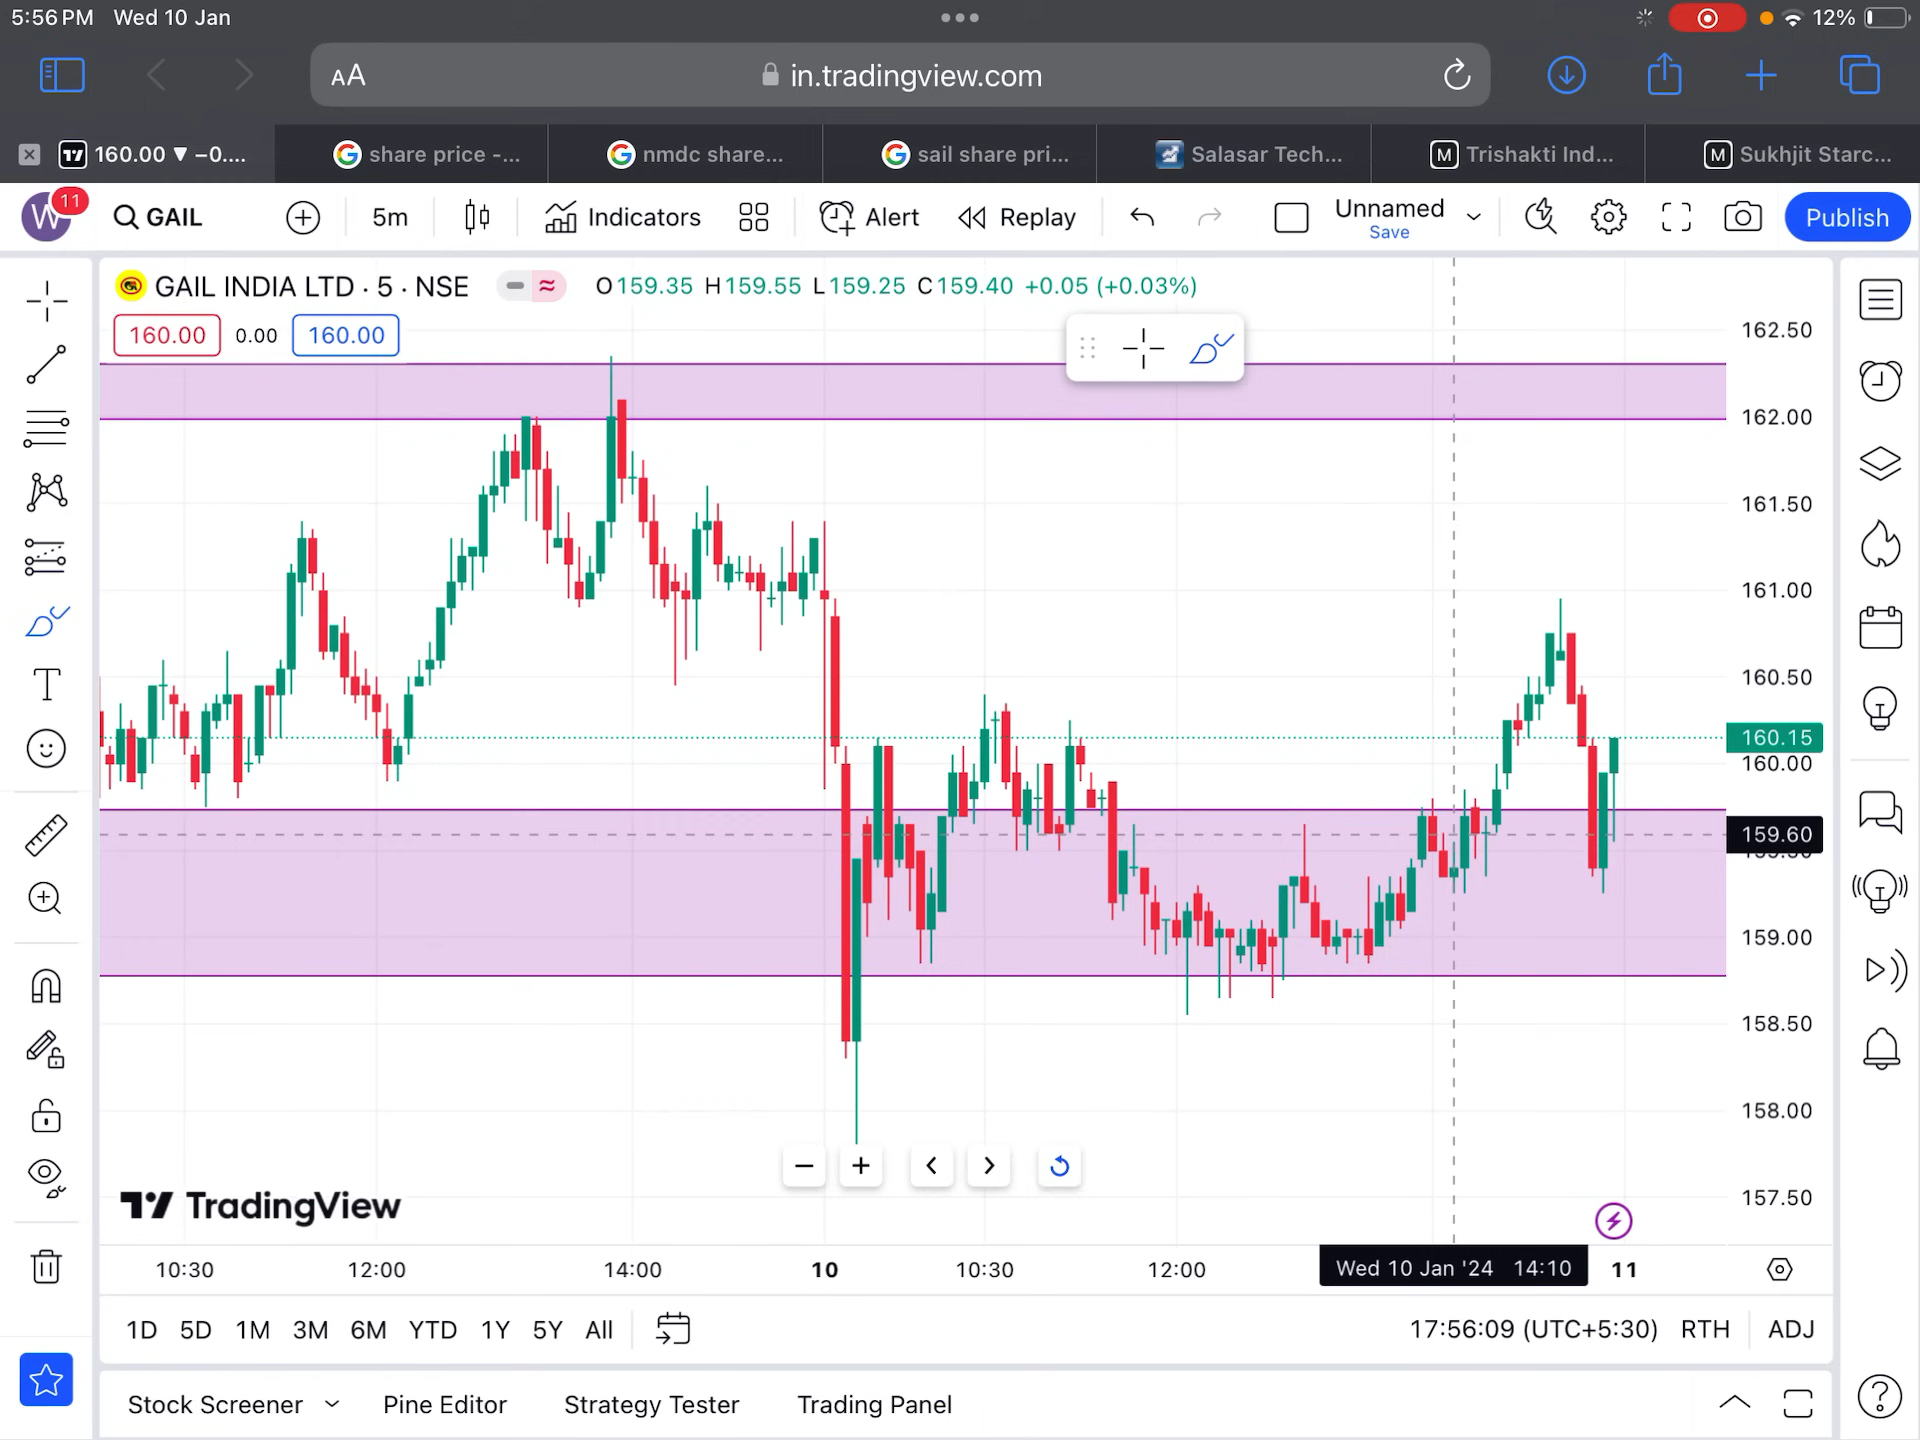 5:56 PM Wed 10 Jan
12%
AA
in.tradingview.com
160.00 ▼ −0....
share price -...
nmdc share...
sail share pri...
Salasar Tech...
M Trishakti Ind...
M Sukhjit Starc...
W 11
GAIL
5m
Indicators
Alert
Replay
Unnamed
Save
Publish
GAIL INDIA LTD · 5 · NSE
O159.35 H159.55 L159.25 C159.40 +0.05 (+0.03%)
160.00 0.00 160.00
162.50
162.00
161.50
161.00
160.50
160.15
160.00
159.60
159.00
158.50
158.00
157.50
TradingView
10:30 12:00 14:00 10 10:30 12:00 Wed 10 Jan '24 14:10 11
1D 5D 1M 3M 6M YTD 1Y 5Y All
17:56:09 (UTC+5:30) RTH ADJ
Stock Screener Pine Editor Strategy Tester Trading Panel